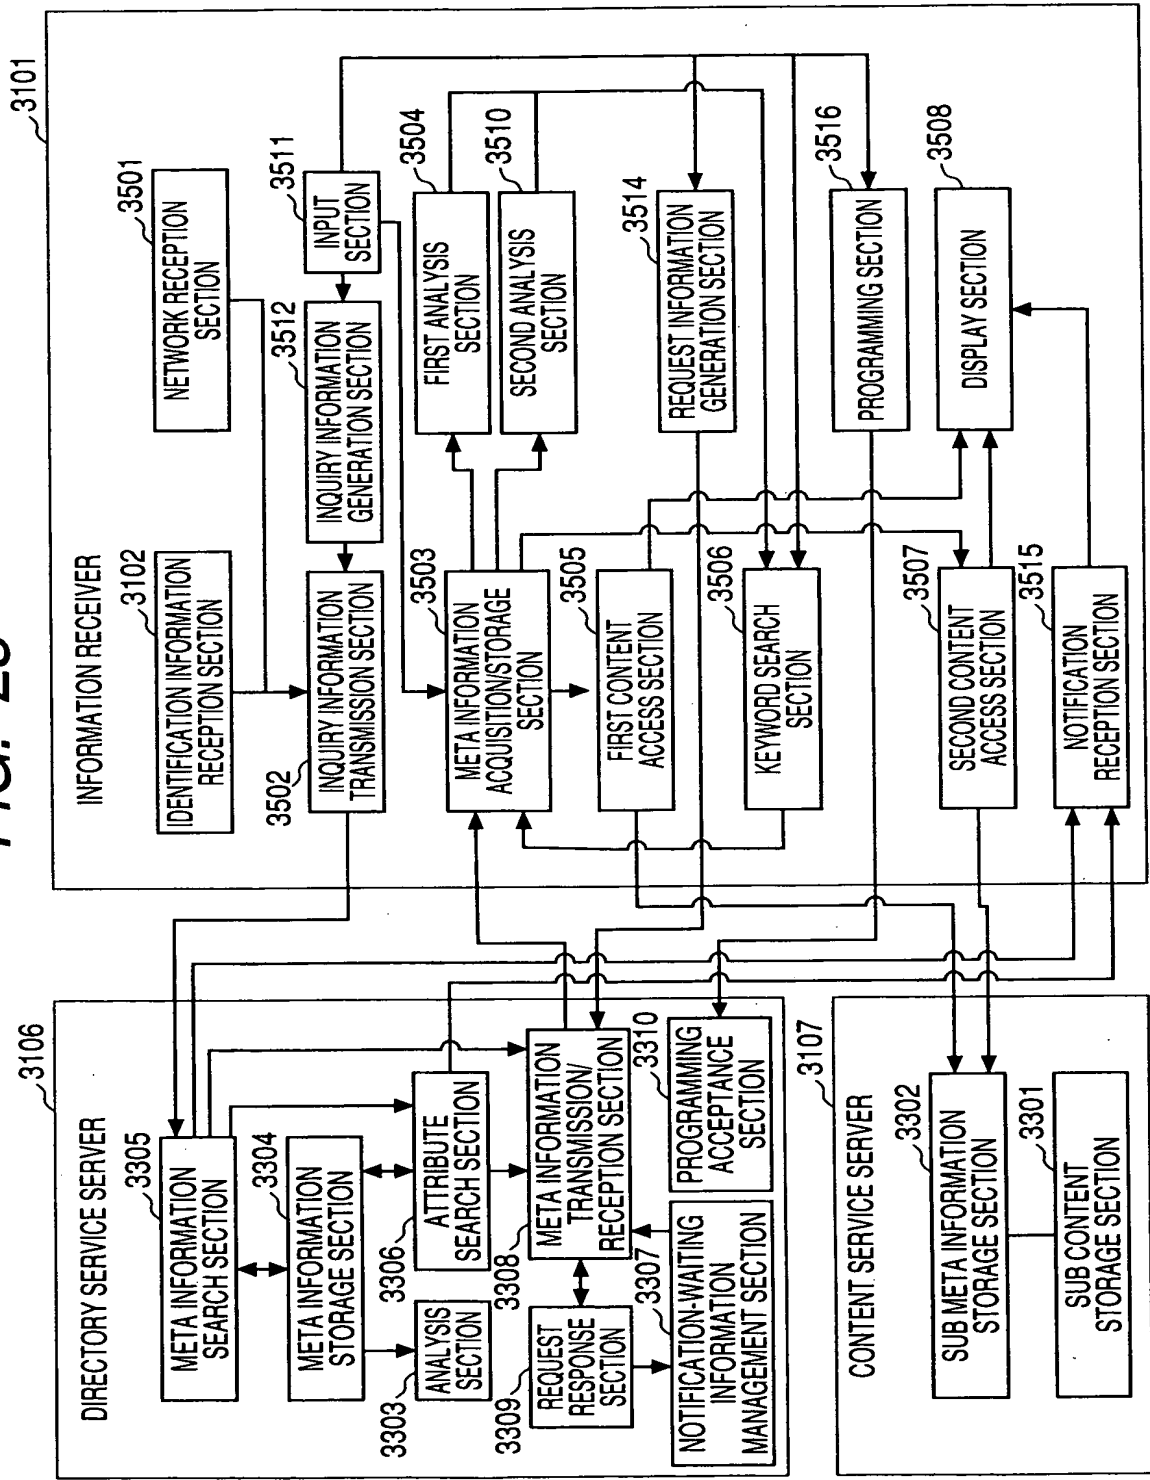 INFORMATION RECEIVER
3101
IDENTIFICATION INFORMATION
RECEPTION SECTION
3102
NETWORK RECEPTION
SECTION
3501
INQUIRY INFORMATION
TRANSMISSION SECTION
3502
INQUIRY INFORMATION
GENERATION SECTION
3512
INPUT
SECTION
3511
META INFORMATION
ACQUISITION/STORAGE
SECTION
3503
FIRST ANALYSIS
SECTION
3504
SECOND ANALYSIS
SECTION
3510
FIRST CONTENT
ACCESS SECTION
3505
REQUEST INFORMATION
GENERATION SECTION
3514
KEYWORD SEARCH
SECTION
3506
PROGRAMMING SECTION
3516
SECOND CONTENT
ACCESS SECTION
3507
DISPLAY SECTION
3508
NOTIFICATION
RECEPTION SECTION
3515
DIRECTORY SERVICE SERVER
3106
META INFORMATION
SEARCH SECTION
3305
META INFORMATION
STORAGE SECTION
3304
ANALYSIS
SECTION
3303
ATTRIBUTE
SEARCH SECTION
3306
REQUEST
RESPONSE
SECTION
3309
META INFORMATION
TRANSMISSION/
RECEPTION SECTION
3308
NOTIFICATION-WAITING
INFORMATION
MANAGEMENT SECTION
3307
PROGRAMMING
ACCEPTANCE
SECTION
3310
CONTENT SERVICE SERVER
3107
SUB META INFORMATION
STORAGE SECTION
3302
SUB CONTENT
STORAGE SECTION
3301